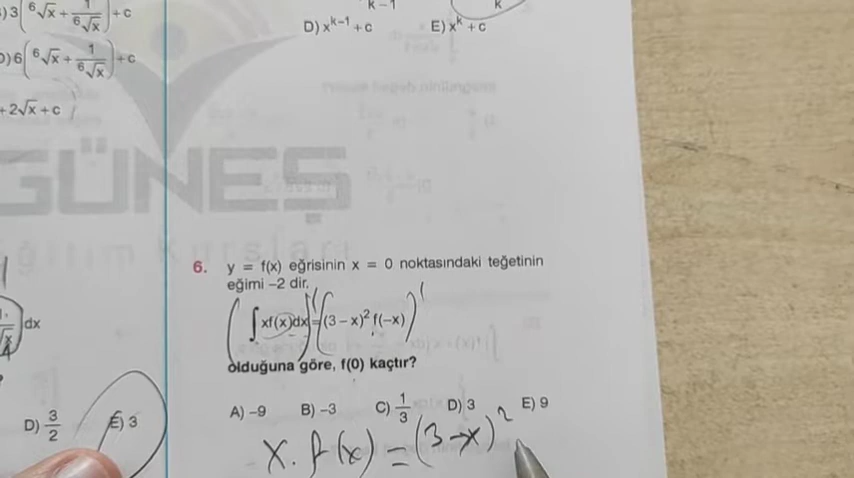 3(⁶√x + 1/⁶√x) + c
D) 6(⁶√x + 1/⁶√x) + c
+ 2√x + c
D) x^(k-1) + c E) x^k + c
GÜNEŞ
Eğitim Kursları
dx
D) 3/2 E) 3
6. y = f(x) eğrisinin x = 0 noktasındaki teğetinin
eğimi –2 dir.
(∫xf(x)dx)' = ((3 – x)² f(–x))'
olduğuna göre, f(0) kaçtır?
A) –9 B) –3 C) 1/3 D) 3 E) 9
x. f(x) = (3-x)²